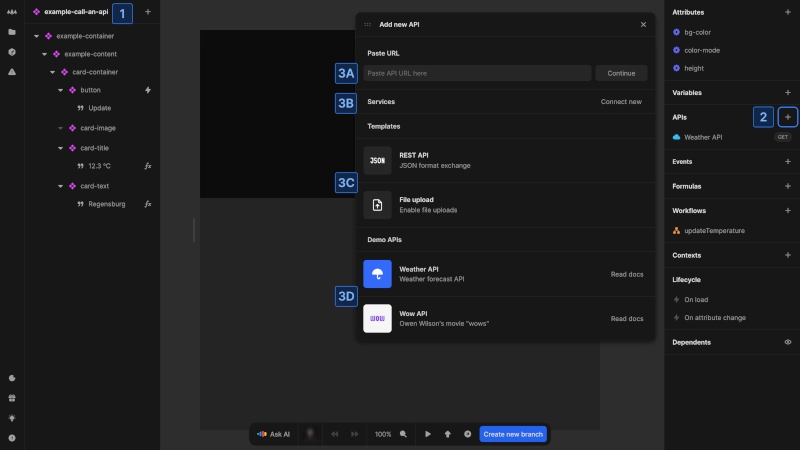 example-call-an-api
1
example-container
example-content
card-container
button
Update
card-image
card-title
12.3 °C
fx
card-text
Regensburg
fx
Add new API
Paste URL
3A
Paste API URL here
Continue
3B
Services
Connect new
Templates
JSON
REST API
JSON format exchange
3C
File upload
Enable file uploads
Demo APIs
Weather API
Weather forecast API
Read docs
3D
WOW
Wow API
Owen Wilson's movie "wows"
Read docs
Ask AI
100%
Create new branch
Attributes
bg-color
color-mode
height
Variables
APIs
2
Weather API
GET
Events
Formulas
Workflows
updateTemperature
Contexts
Lifecycle
On load
On attribute change
Dependents